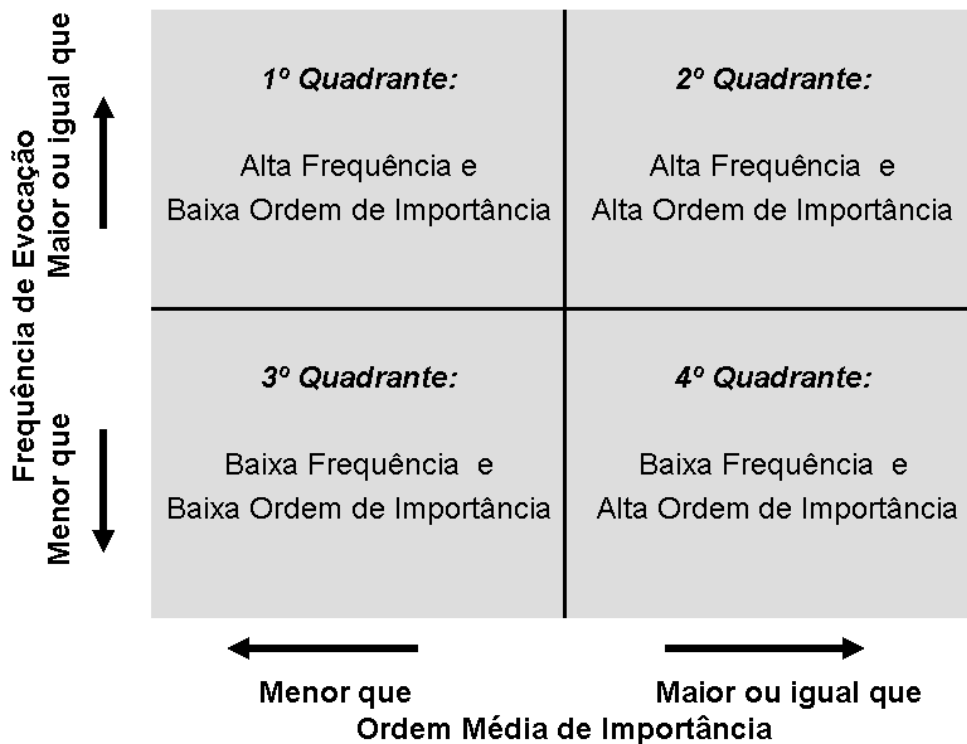 Frequência de Evocação
Maior ou igual que
Menor que
1º Quadrante:
Alta Frequência e
Baixa Ordem de Importância
2º Quadrante:
Alta Frequência e
Alta Ordem de Importância
3º Quadrante:
Baixa Frequência e
Baixa Ordem de Importância
4º Quadrante:
Baixa Frequência e
Alta Ordem de Importância
Menor que
Maior ou igual que
Ordem Média de Importância